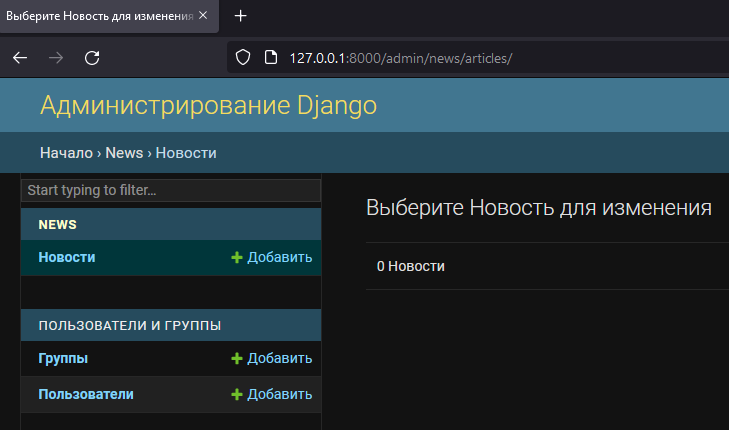 Выберите Новость для изменения
127.0.0.1:8000/admin/news/articles/
Администрирование Django
Начало › News › Новости
Start typing to filter…
NEWS
Новости
Добавить
ПОЛЬЗОВАТЕЛИ И ГРУППЫ
Группы
Добавить
Пользователи
Добавить
Выберите Новость для изменения
0 Новости